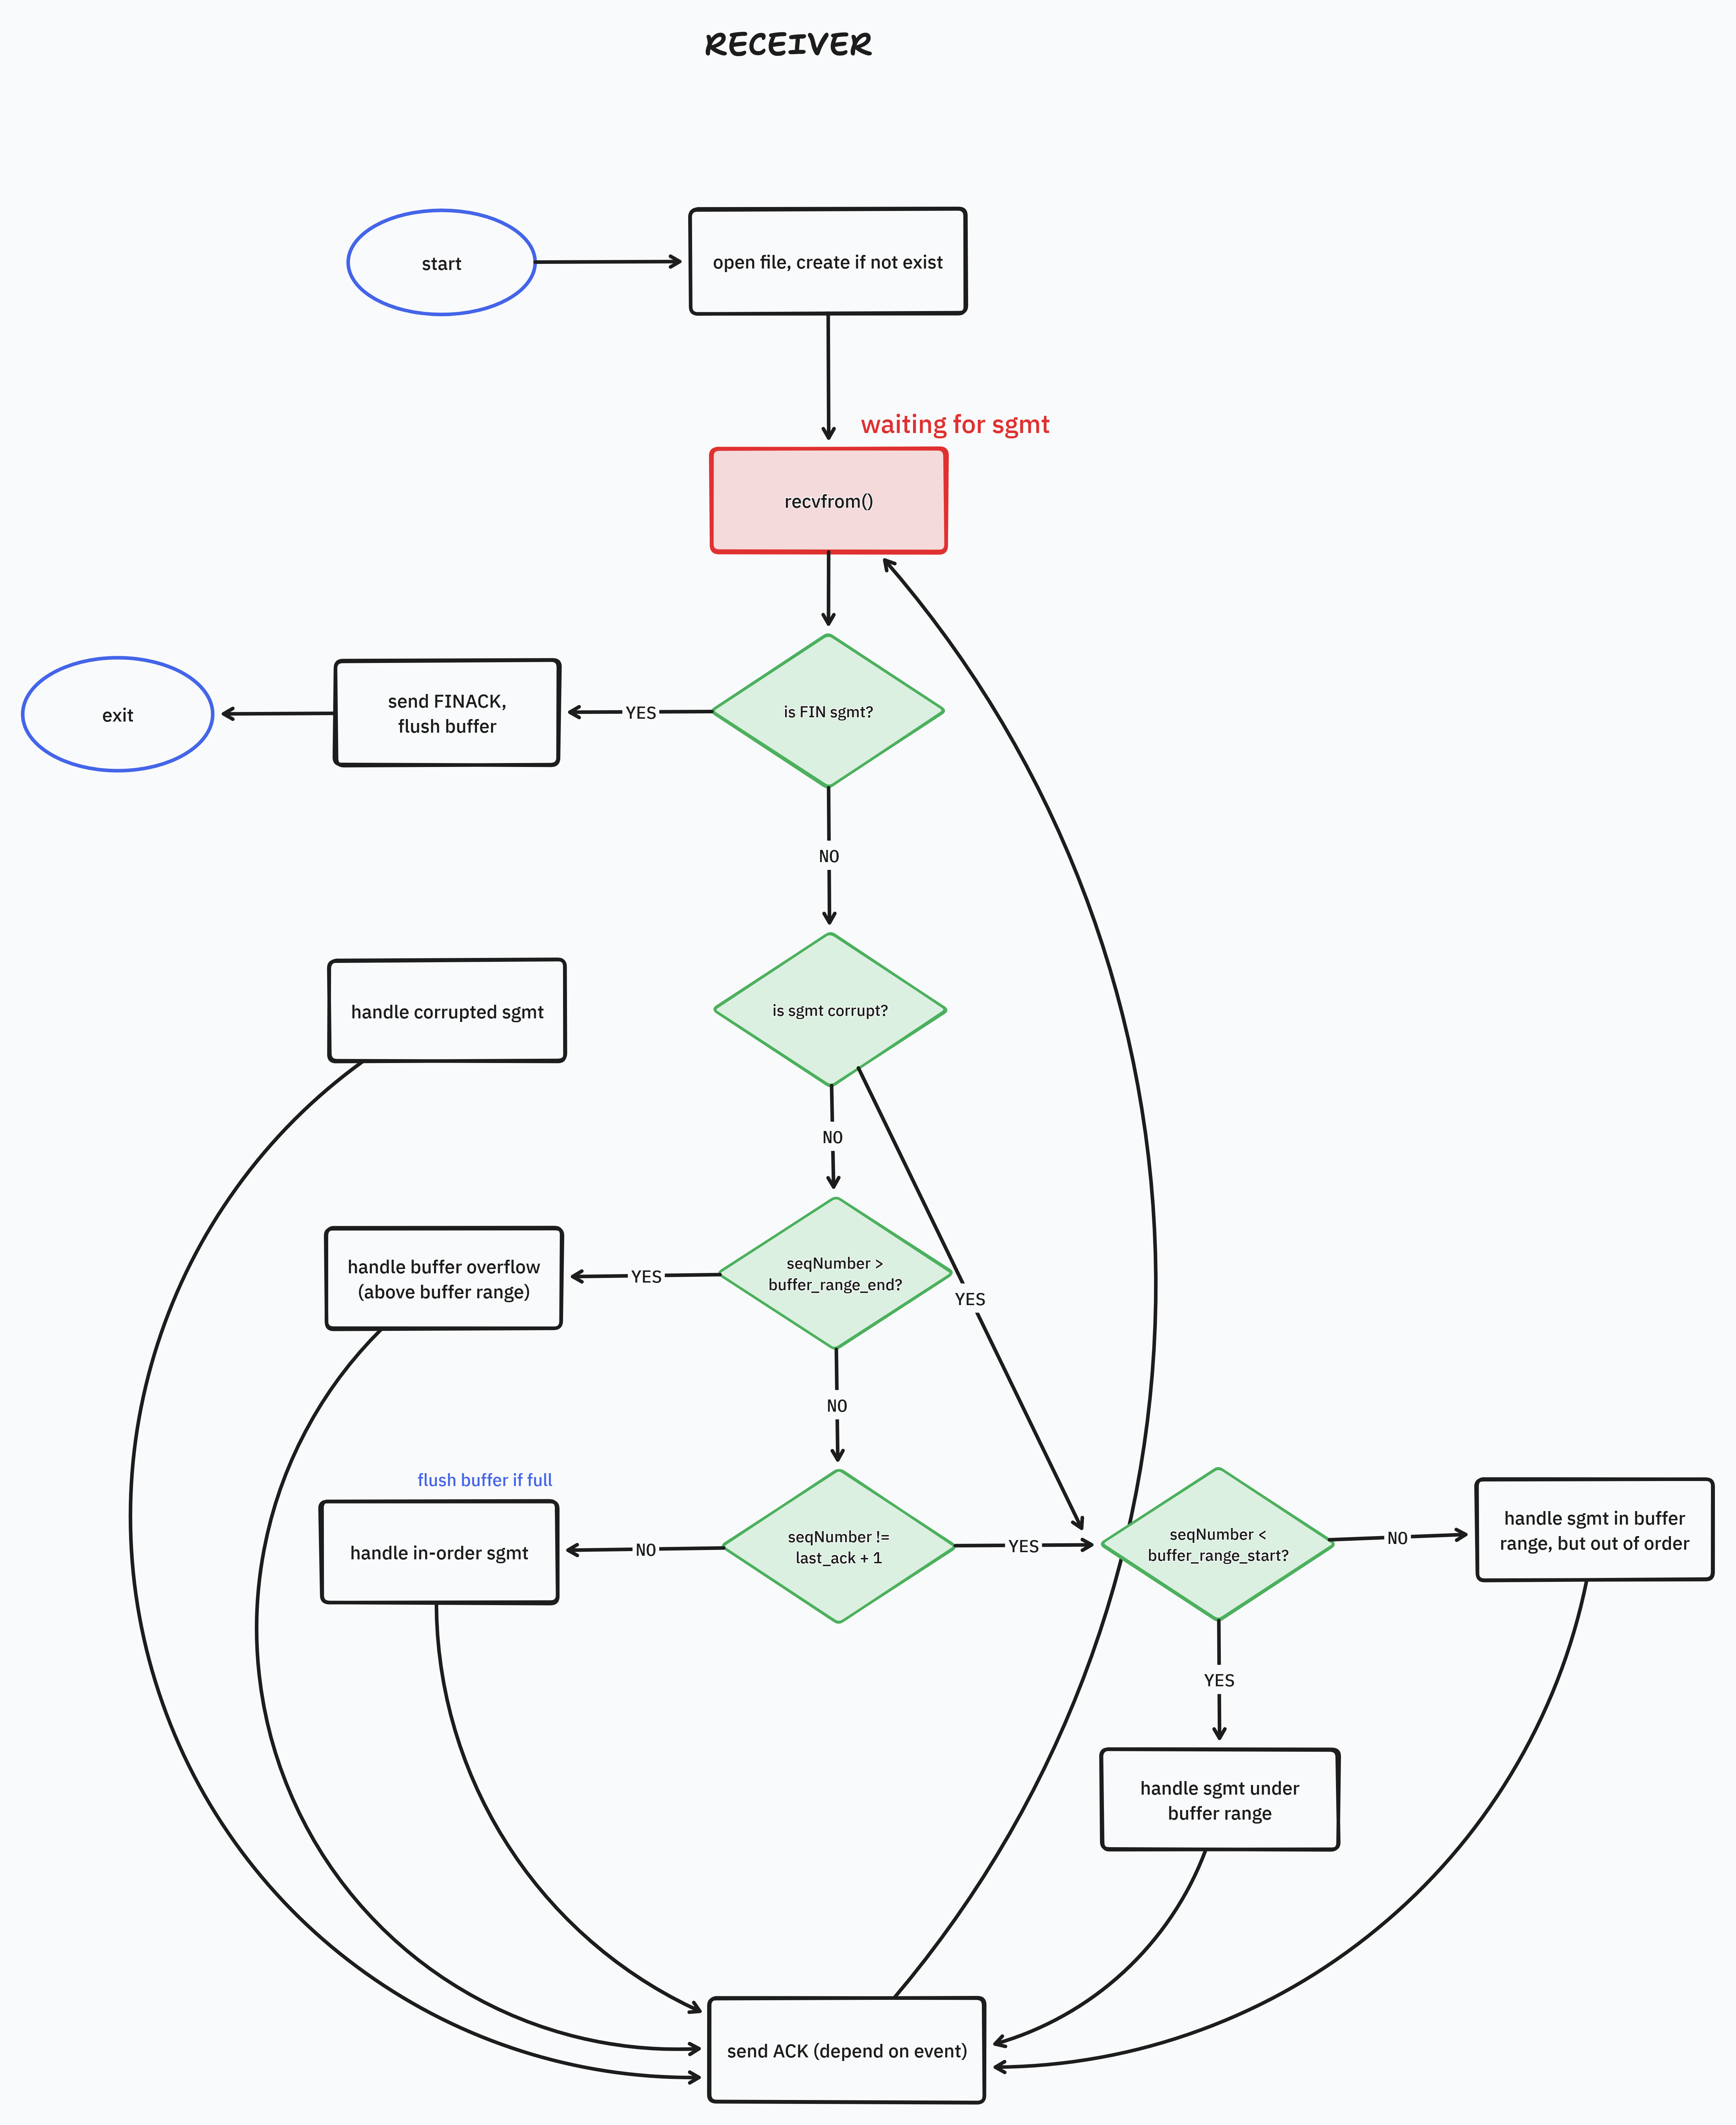 RECEIVER
start
open file, create if not exist
waiting for sgmt
recvfrom()
exit
send FINACK,
flush buffer
YES
is FIN sgmt?
NO
handle corrupted sgmt
is sgmt corrupt?
NO
handle buffer overflow
(above buffer range)
YES
seqNumber >
buffer_range_end?
YES
NO
flush buffer if full
handle in-order sgmt
NO
seqNumber !=
last_ack + 1
YES
seqNumber <
buffer_range_start?
NO
handle sgmt in buffer
range, but out of order
YES
handle sgmt under
buffer range
send ACK (depend on event)